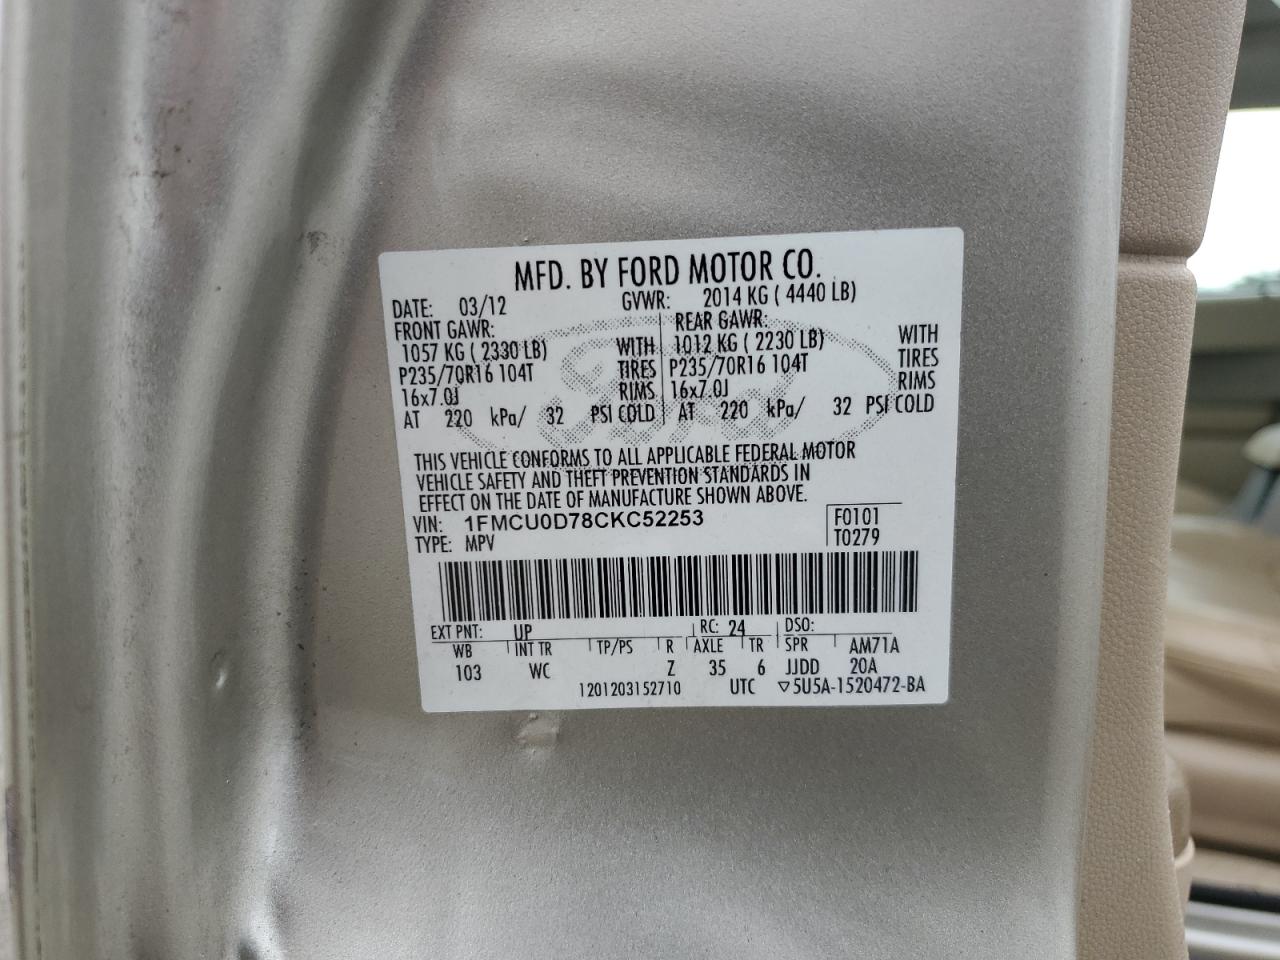 MFD. BY FORD MOTOR CO.
DATE: 03/12 GVWR: 2014 KG ( 4440 LB)
FRONT GAWR: REAR GAWR:
1057 KG ( 2330 LB) WITH 1012 KG ( 2230 LB) WITH
P235/70R16 104T TIRES P235/70R16 104T TIRES
16x7.0J RIMS 16x7.0J RIMS
AT 220 kPa/ 32 PSI COLD AT 220 kPa/ 32 PSI COLD
THIS VEHICLE CONFORMS TO ALL APPLICABLE FEDERAL MOTOR
VEHICLE SAFETY AND THEFT PREVENTION STANDARDS IN
EFFECT ON THE DATE OF MANUFACTURE SHOWN ABOVE.
VIN: 1FMCU0D78CKC52253 F0101
TYPE: MPV T0279
EXT PNT: UP RC: 24 DSO:
WB INT TR TP/PS R AXLE TR SPR AM71A
103 WC Z 35 6 JJDD 20A
1201203152710 UTC ▽5U5A-1520472-BA
Ford